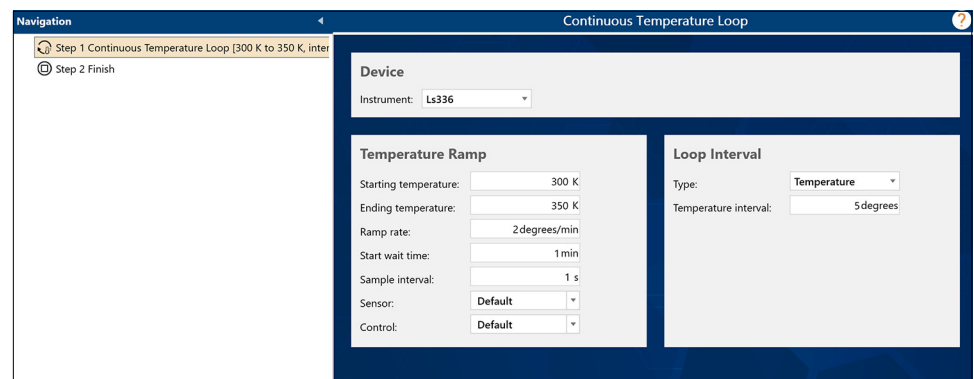 Navigation
Step 1 Continuous Temperature Loop [300 K to 350 K, inter
Step 2 Finish
Continuous Temperature Loop
?
Device
Instrument: Ls336
Temperature Ramp
Starting temperature: 300 K
Ending temperature: 350 K
Ramp rate: 2 degrees/min
Start wait time: 1 min
Sample interval: 1 s
Sensor: Default
Control: Default
Loop Interval
Type: Temperature
Temperature interval: 5 degrees